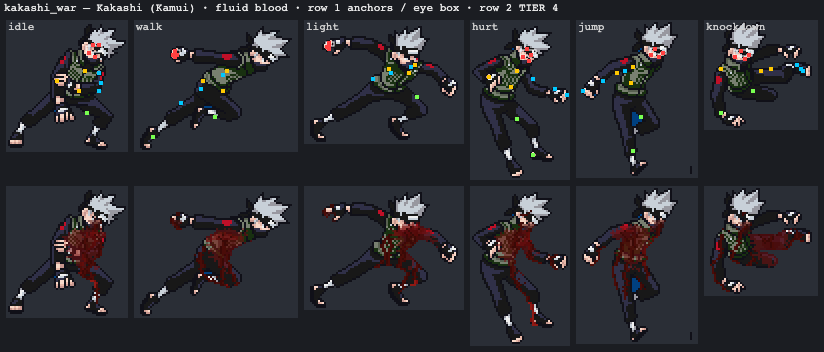 kakashi_war — Kakashi (Kamui) · fluid blood · row 1 anchors / eye box · row 2 TIER 4
idle walk light hurt jump knockdown